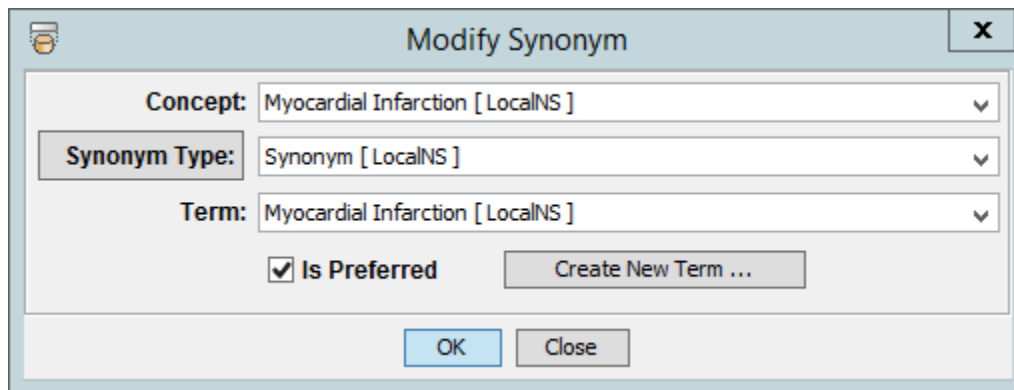 Modify Synonym
x
Concept: Myocardial Infarction [ LocalNS ]
Synonym Type: Synonym [ LocalNS ]
Term: Myocardial Infarction [ LocalNS ]
Is Preferred Create New Term ...
OK Close